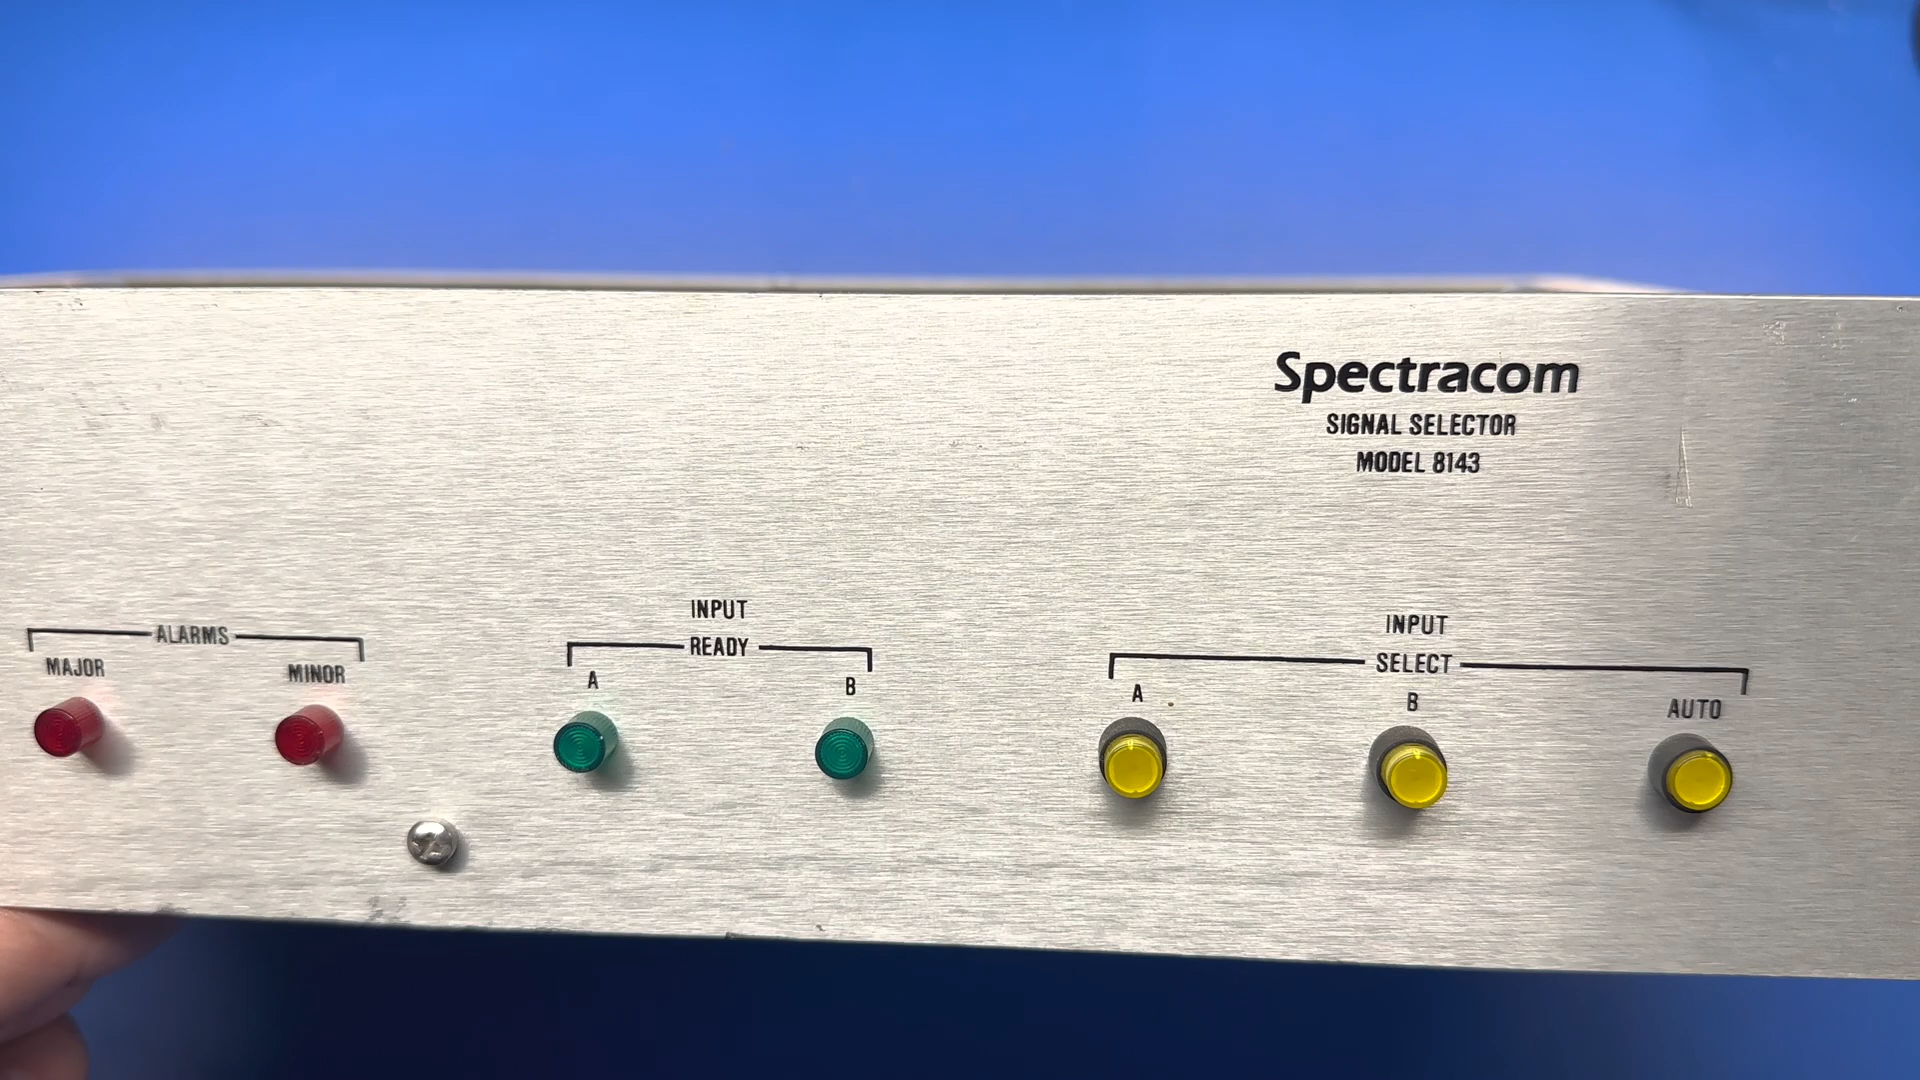 Spectracom
SIGNAL SELECTOR
MODEL 8143
ALARMS
MAJOR
MINOR
INPUT
READY
A
B
INPUT
SELECT
A
B
AUTO